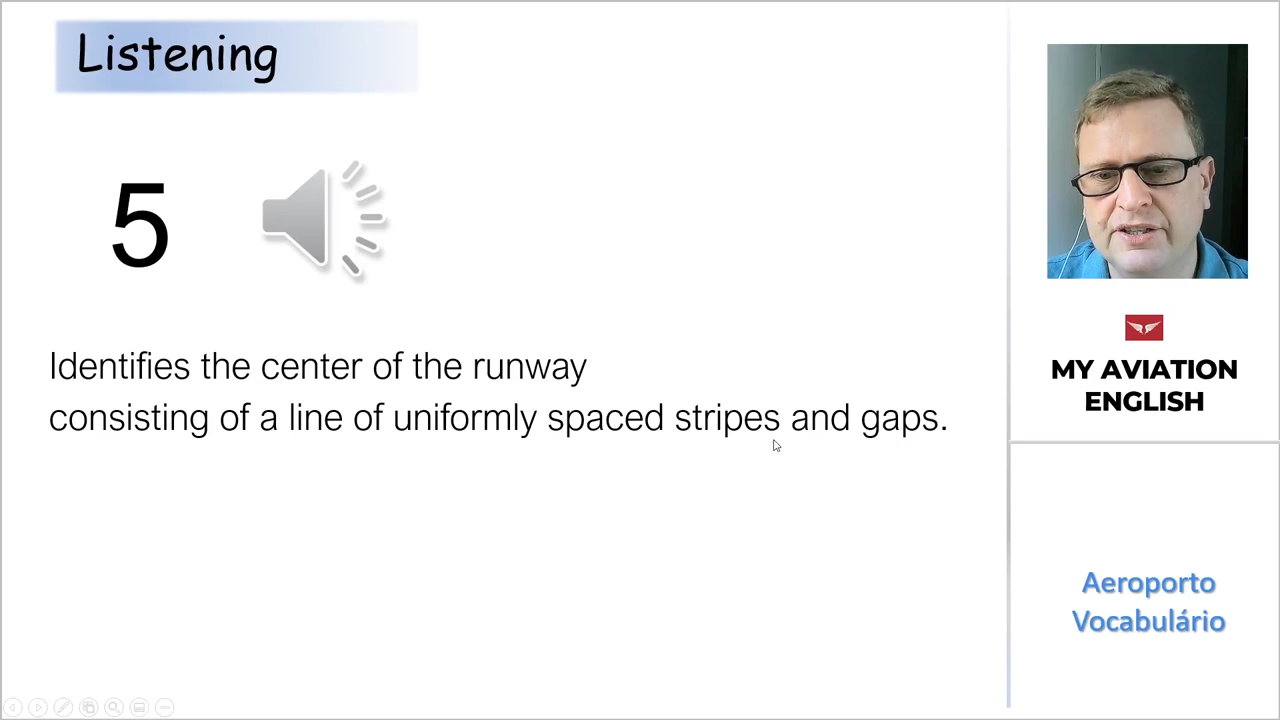 Listening
5
Identifies the center of the runway
consisting of a line of uniformly spaced stripes and gaps.
MY AVIATION
ENGLISH
Aeroporto
Vocabulário